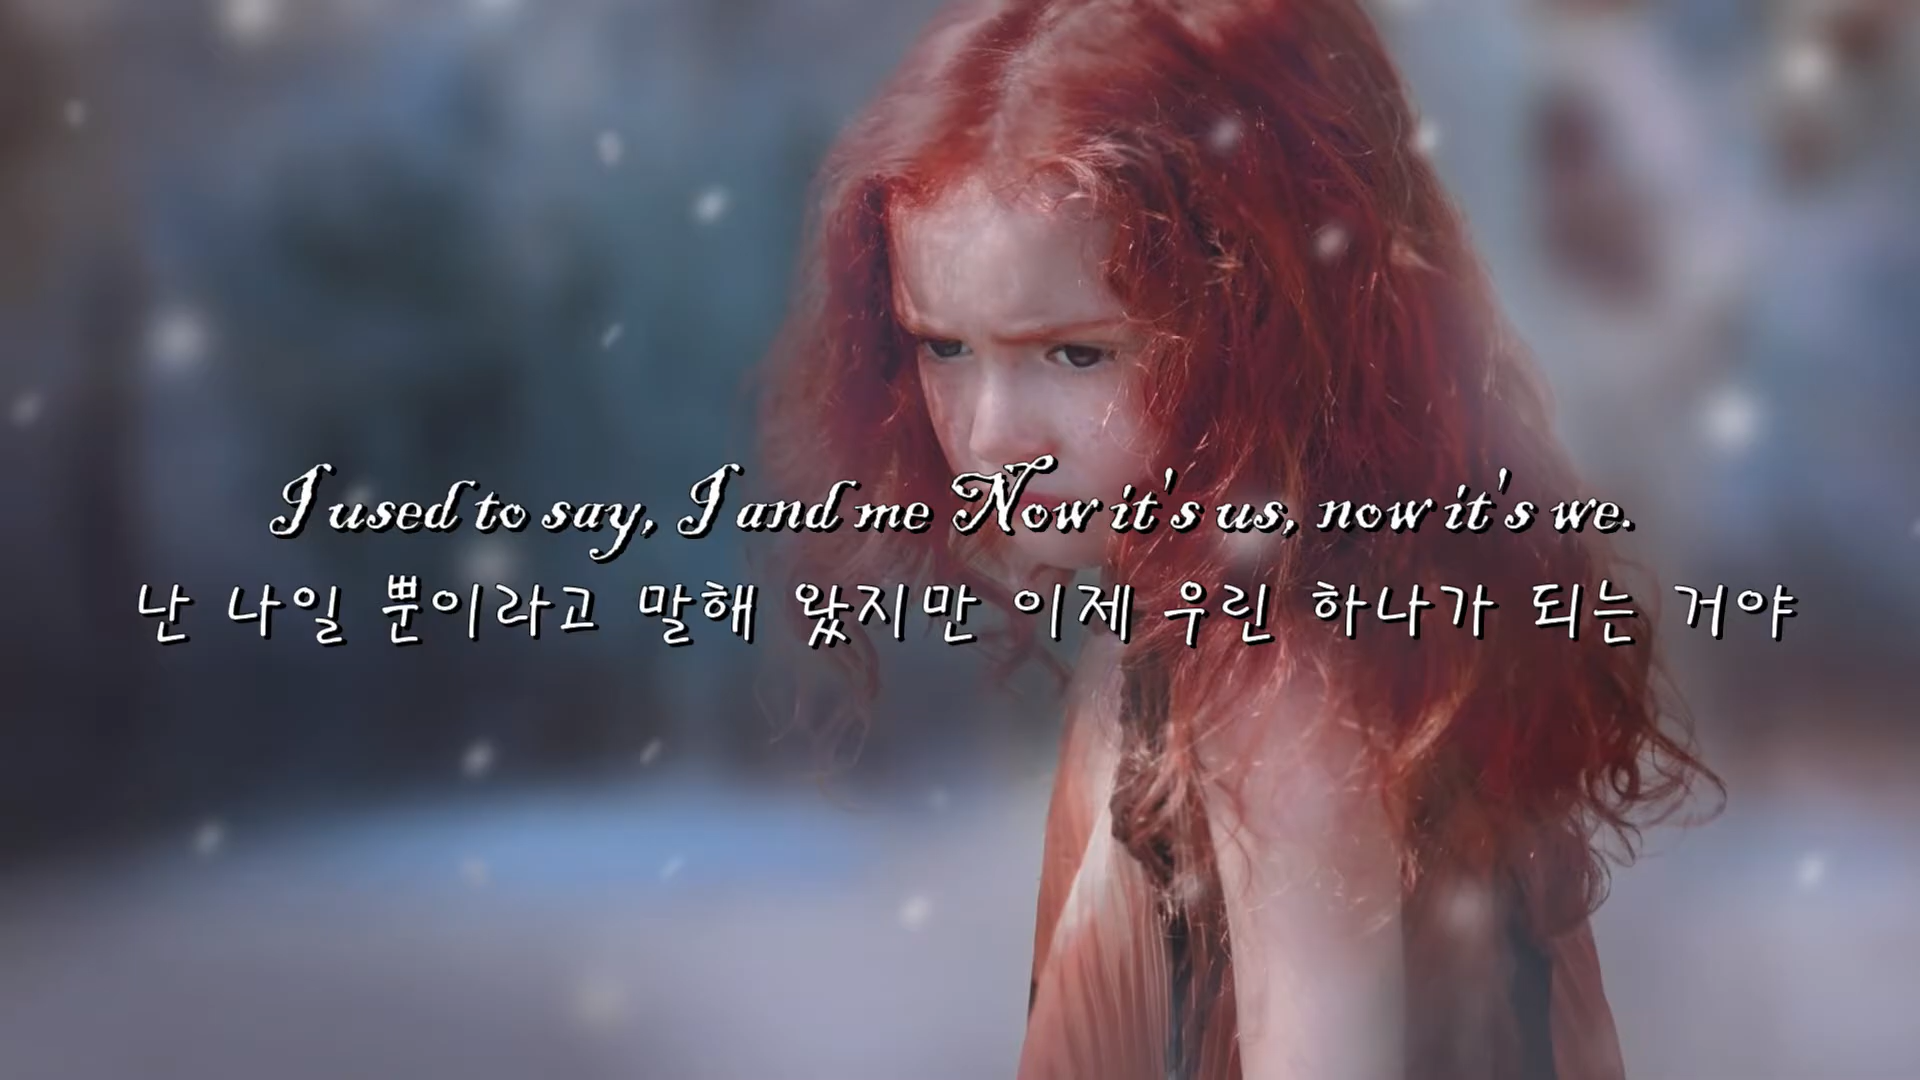 I used to say, I and me Now it's us, now it's we.
난 나일 뿐이라고 말해 왔지만 이제 우린 하나가 되는 거야